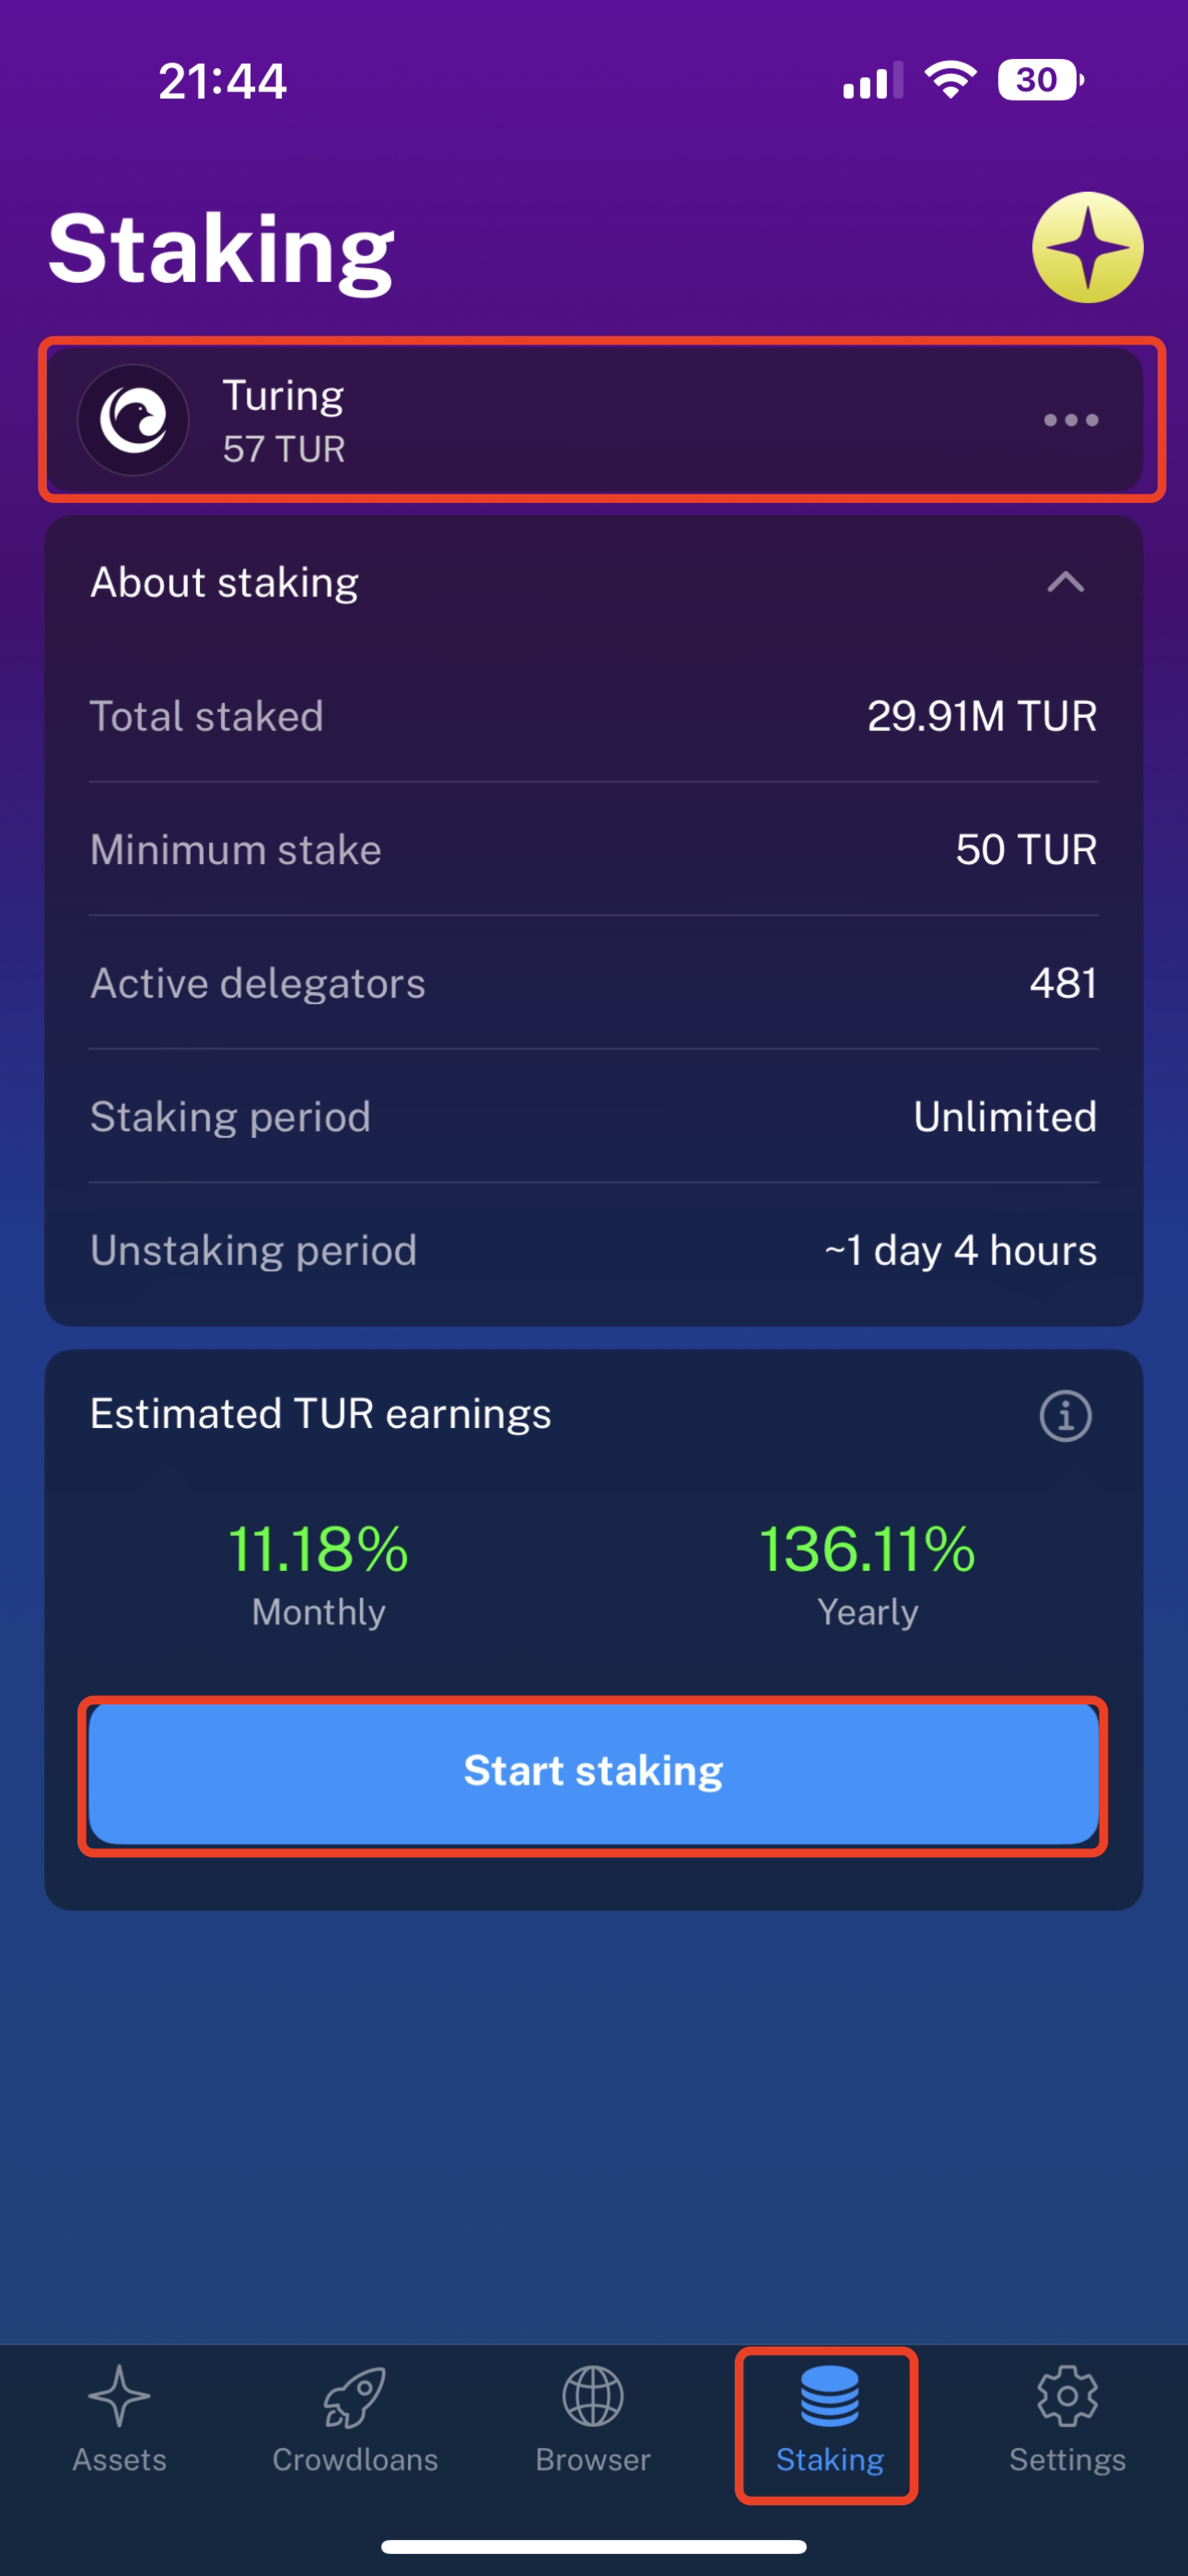 21:44
30
Staking
Turing
57 TUR
About staking
Total staked 29.91M TUR
Minimum stake 50 TUR
Active delegators 481
Staking period Unlimited
Unstaking period ~1 day 4 hours
Estimated TUR earnings
11.18% 136.11%
Monthly Yearly
Start staking
Assets Crowdloans Browser Staking Settings